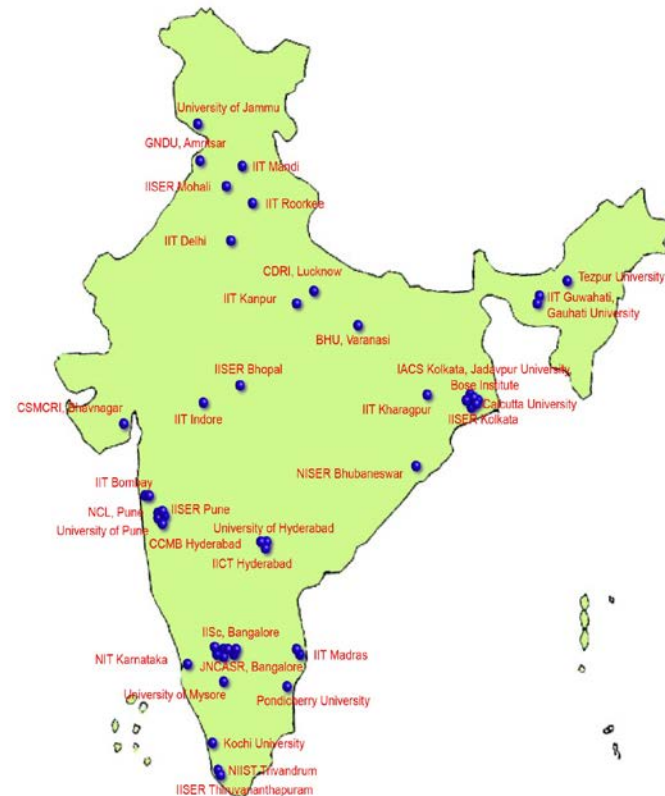 University of Jammu
GNDU, Amritsar
IIT Mandi
IISER Mohali
IIT Roorkee
IIT Delhi
CDRI, Lucknow
Tezpur University
IIT Kanpur
IIT Guwahati,
Gauhati University
BHU, Varanasi
IISER Bhopal
IACS Kolkata, Jadavpur University
Bose Institute
CSMCRI, Bhavnagar
IIT Indore
IIT Kharagpur
Calcutta University
IISER Kolkata
NISER Bhubaneswar
IIT Bombay
NCL, Pune
IISER Pune
University of Pune
University of Hyderabad
CCMB Hyderabad
IICT Hyderabad
IISc, Bangalore
NIT Karnataka
IIT Madras
JNCASR, Bangalore
University of Mysore
Pondicherry University
Kochi University
NIIST Trivandrum
IISER Thiruvananthapuram